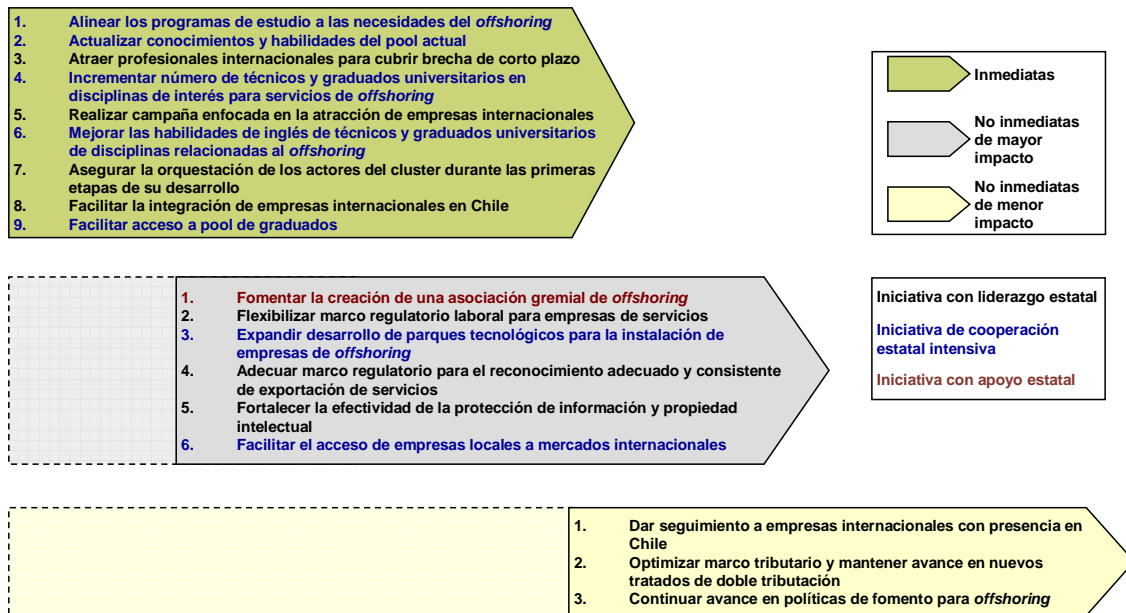 1. Alinear los programas de estudio a las necesidades del offshoring
2. Actualizar conocimientos y habilidades del pool actual
3. Atraer profesionales internacionales para cubrir brecha de corto plazo
4. Incrementar número de técnicos y graduados universitarios en
disciplinas de interés para servicios de offshoring
5. Realizar campaña enfocada en la atracción de empresas internacionales
6. Mejorar las habilidades de inglés de técnicos y graduados universitarios
de disciplinas relacionadas al offshoring
7. Asegurar la orquestación de los actores del cluster durante las primeras
etapas de su desarrollo
8. Facilitar la integración de empresas internacionales en Chile
9. Facilitar acceso a pool de graduados
Inmediatas
No inmediatas
de mayor
impacto
No inmediatas
de menor
impacto
1. Fomentar la creación de una asociación gremial de offshoring
2. Flexibilizar marco regulatorio laboral para empresas de servicios
3. Expandir desarrollo de parques tecnológicos para la instalación de
empresas de offshoring
4. Adecuar marco regulatorio para el reconocimiento adecuado y consistente
de exportación de servicios
5. Fortalecer la efectividad de la protección de información y propiedad
intelectual
6. Facilitar el acceso de empresas locales a mercados internacionales
Iniciativa con liderazgo estatal
Iniciativa de cooperación
estatal intensiva
Iniciativa con apoyo estatal
1. Dar seguimiento a empresas internacionales con presencia en
Chile
2. Optimizar marco tributario y mantener avance en nuevos
tratados de doble tributación
3. Continuar avance en políticas de fomento para offshoring